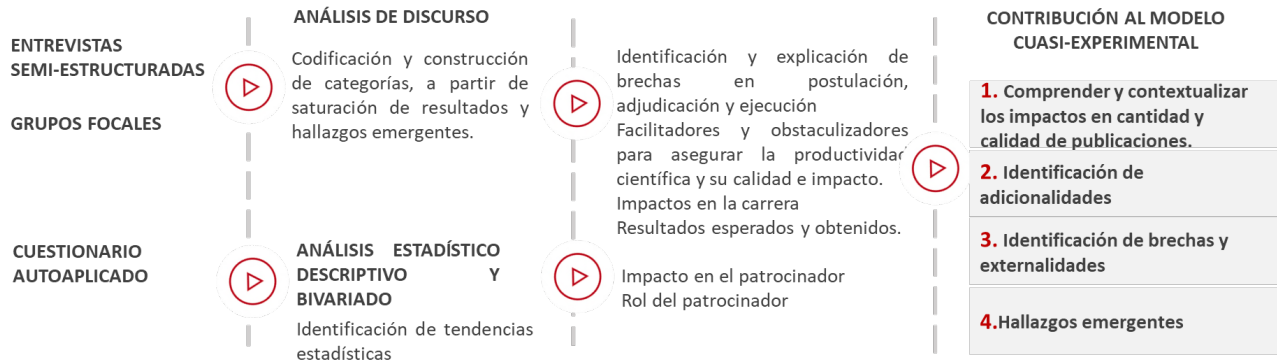 ENTREVISTAS
SEMI-ESTRUCTURADAS
GRUPOS FOCALES
CUESTIONARIO
AUTOAPLICADO
ANÁLISIS DE DISCURSO
Codificación y construcción
de categorías, a partir de
saturación de resultados y
hallazgos emergentes.
ANÁLISIS ESTADÍSTICO
DESCRIPTIVO Y
BIVARIADO
Identificación de tendencias
estadísticas
Identificación y explicación de
brechas en postulación,
adjudicación y ejecución
Facilitadores y obstaculizadores
para asegurar la productividad
científica y su calidad e impacto.
Impactos en la carrera
Resultados esperados y obtenidos.
Impacto en el patrocinador
Rol del patrocinador
CONTRIBUCIÓN AL MODELO
CUASI-EXPERIMENTAL
1. Comprender y contextualizar
los impactos en cantidad y
calidad de publicaciones.
2. Identificación de
adicionalidades
3. Identificación de brechas y
externalidades
4.Hallazgos emergentes